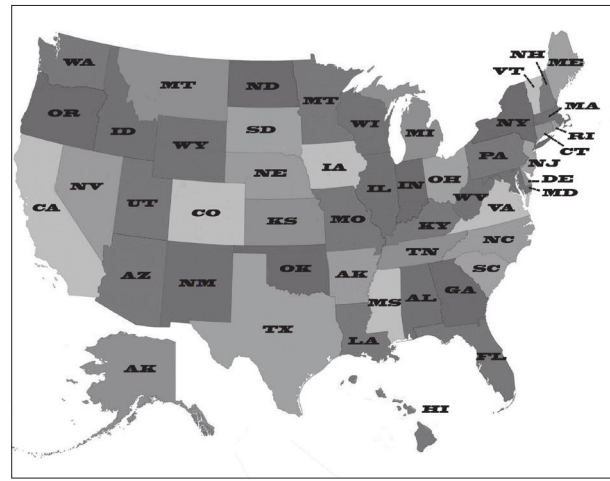 NH
ME
VT
WA
MT
ND
MT
MA
OR
NY
WI
ID
SD
MI
RI
WY
CT
PA
IA
NE
NJ
OH
NV
IL
IN
DE
WV
MD
UT
CA
CO
VA
KS
MO
KY
NC
TN
OK
AZ
NM
AK
SC
MS
AL
GA
TX
LA
FL
AK
HI